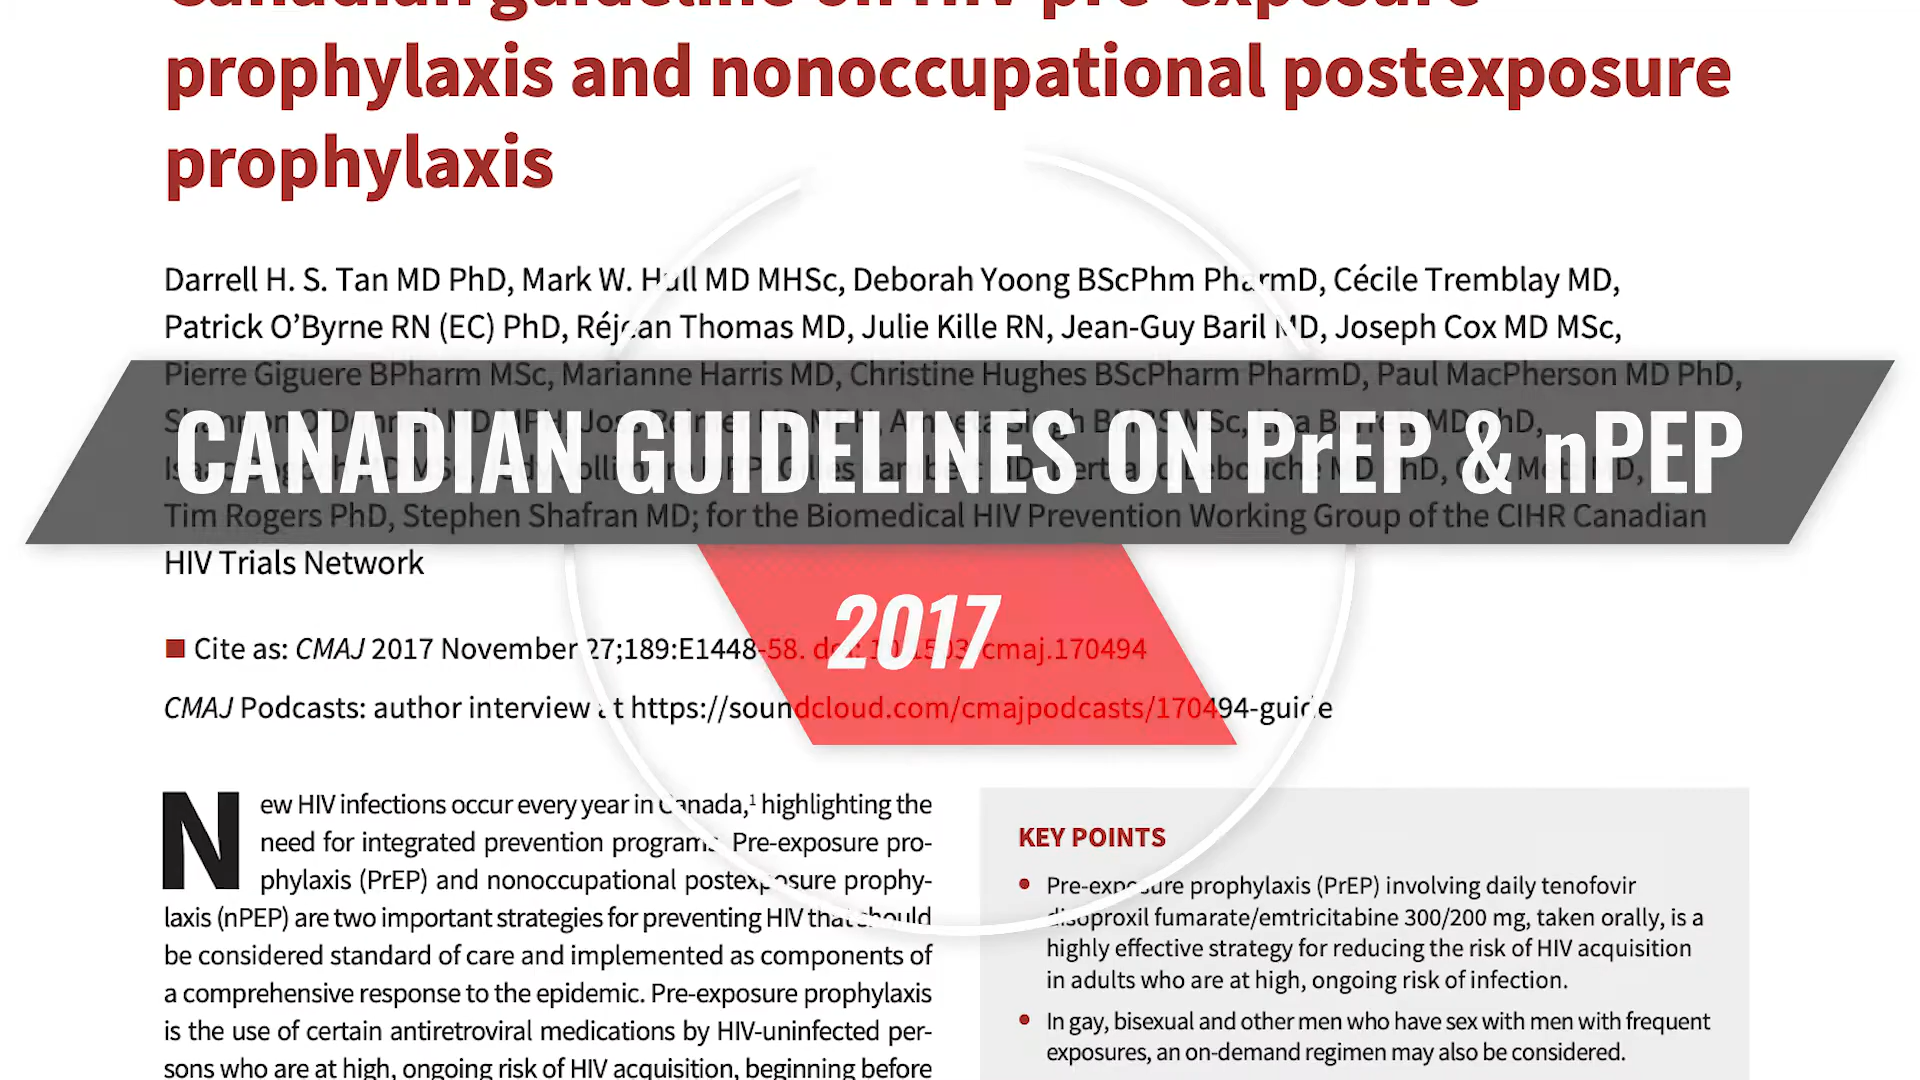 Canadian guideline on HIV pre-exposure
prophylaxis and nonoccupational postexposure
prophylaxis
Darrell H. S. Tan MD PhD, Mark W. Hull MD MHSc, Deborah Yoong BScPhm PharmD, Cécile Tremblay MD,
Patrick O’Byrne RN (EC) PhD, Réjean Thomas MD, Julie Kille RN, Jean-Guy Baril MD, Joseph Cox MD MSc,
Pierre Giguere BPharm MSc, Marianne Harris MD, Christine Hughes BScPharm PharmD, Paul MacPherson MD PhD,
CANADIAN GUIDELINES ON PrEP & nPEP
Tim Rogers PhD, Stephen Shafran MD; for the Biomedical HIV Prevention Working Group of the CIHR Canadian
HIV Trials Network
2017
Cite as: CMAJ 2017 November 27;189:E1448-58. cmaj.170494
CMAJ Podcasts: author interview at https://soundcloud.com/cmajpodcasts/170494-guide
New HIV infections occur every year in Canada,¹ highlighting the
need for integrated prevention programs. Pre-exposure pro-
phylaxis (PrEP) and nonoccupational postexposure prophy-
laxis (nPEP) are two important strategies for preventing HIV that should
be considered standard of care and implemented as components of
a comprehensive response to the epidemic. Pre-exposure prophylaxis
is the use of certain antiretroviral medications by HIV-uninfected per-
sons who are at high, ongoing risk of HIV acquisition, beginning before
KEY POINTS
• Pre-exposure prophylaxis (PrEP) involving daily tenofovir
disoproxil fumarate/emtricitabine 300/200 mg, taken orally, is a
highly effective strategy for reducing the risk of HIV acquisition
in adults who are at high, ongoing risk of infection.
• In gay, bisexual and other men who have sex with men with frequent
exposures, an on-demand regimen may also be considered.